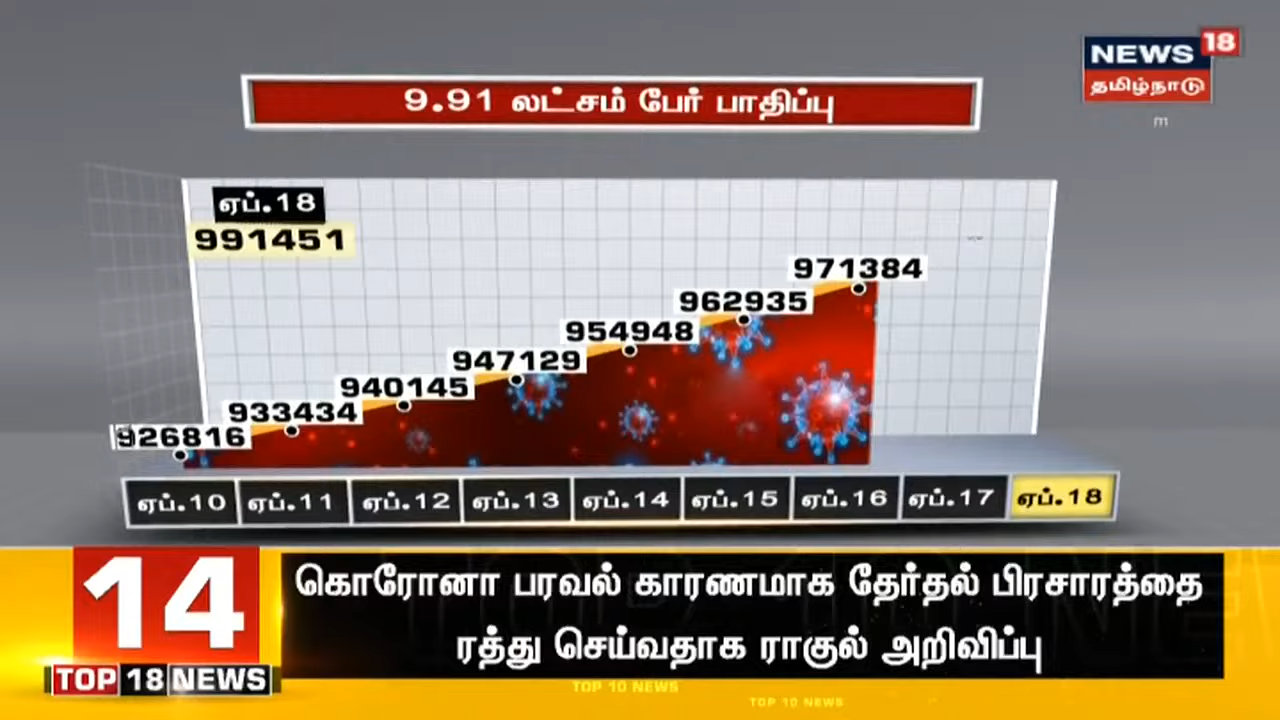 NEWS 18
தமிழ்நாடு
m
9.91 லட்சம் பேர் பாதிப்பு
ஏப்.18
991451
971384
962935
954948
947129
940145
933434
926816
ஏப்.10 ஏப்.11 ஏப்.12 ஏப்.13 ஏப்.14 ஏப்.15 ஏப்.16 ஏப்.17 ஏப்.18
14
கொரோனா பரவல் காரணமாக தேர்தல் பிரசாரத்தை
ரத்து செய்வதாக ராகுல் அறிவிப்பு
TOP 18 NEWS
TOP 10 NEWS
TOP 10 NEWS